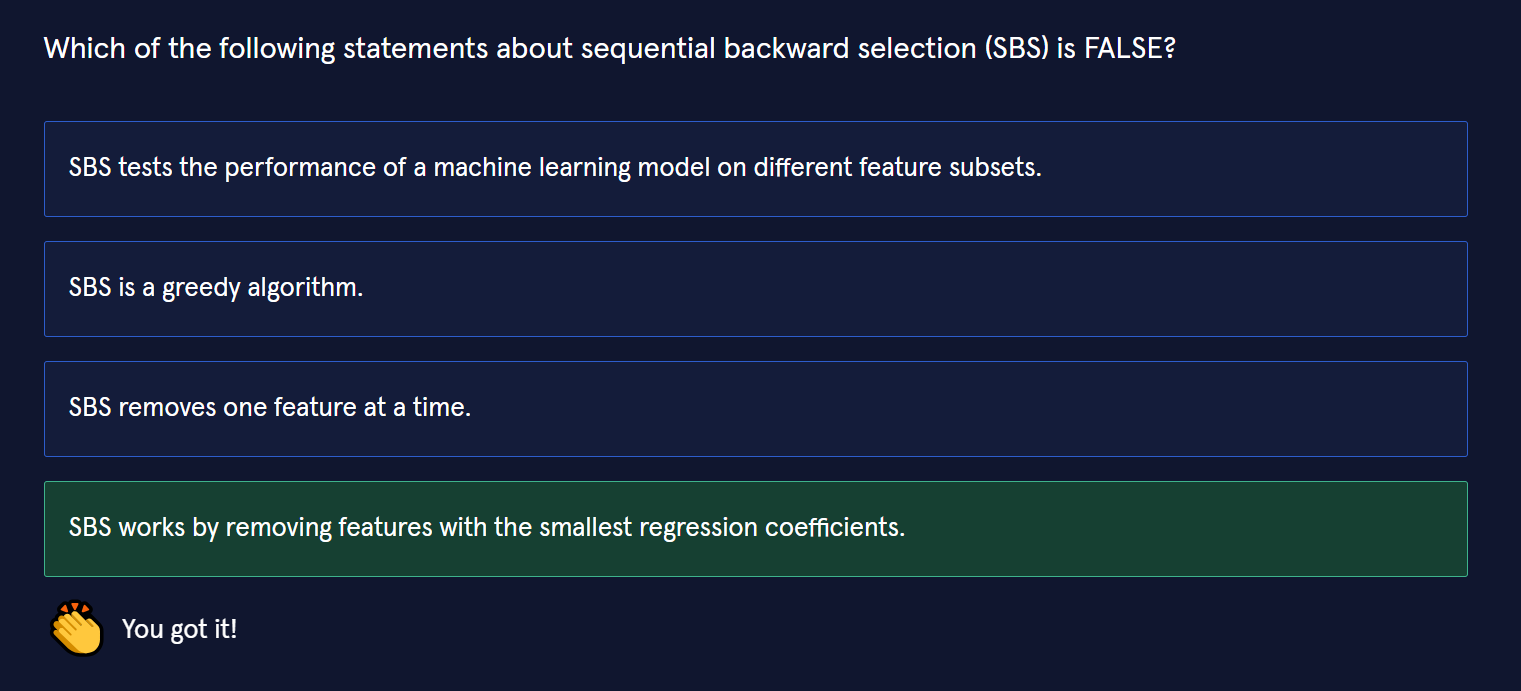 Which of the following statements about sequential backward selection (SBS) is FALSE?
SBS tests the performance of a machine learning model on different feature subsets.
SBS is a greedy algorithm.
SBS removes one feature at a time.
SBS works by removing features with the smallest regression coefficients.
You got it!